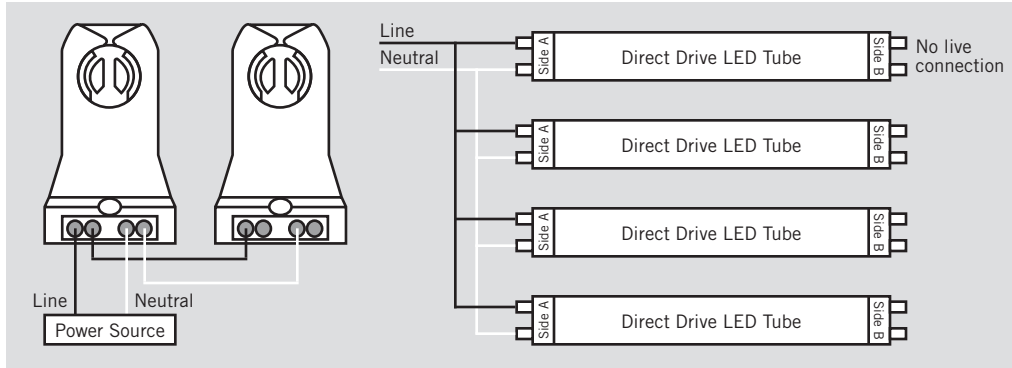 Line
Neutral
Power Source
Line
Neutral
Side A
Direct Drive LED Tube
Side B
No live
connection
Side A
Direct Drive LED Tube
Side B
Side A
Direct Drive LED Tube
Side B
Side A
Direct Drive LED Tube
Side B